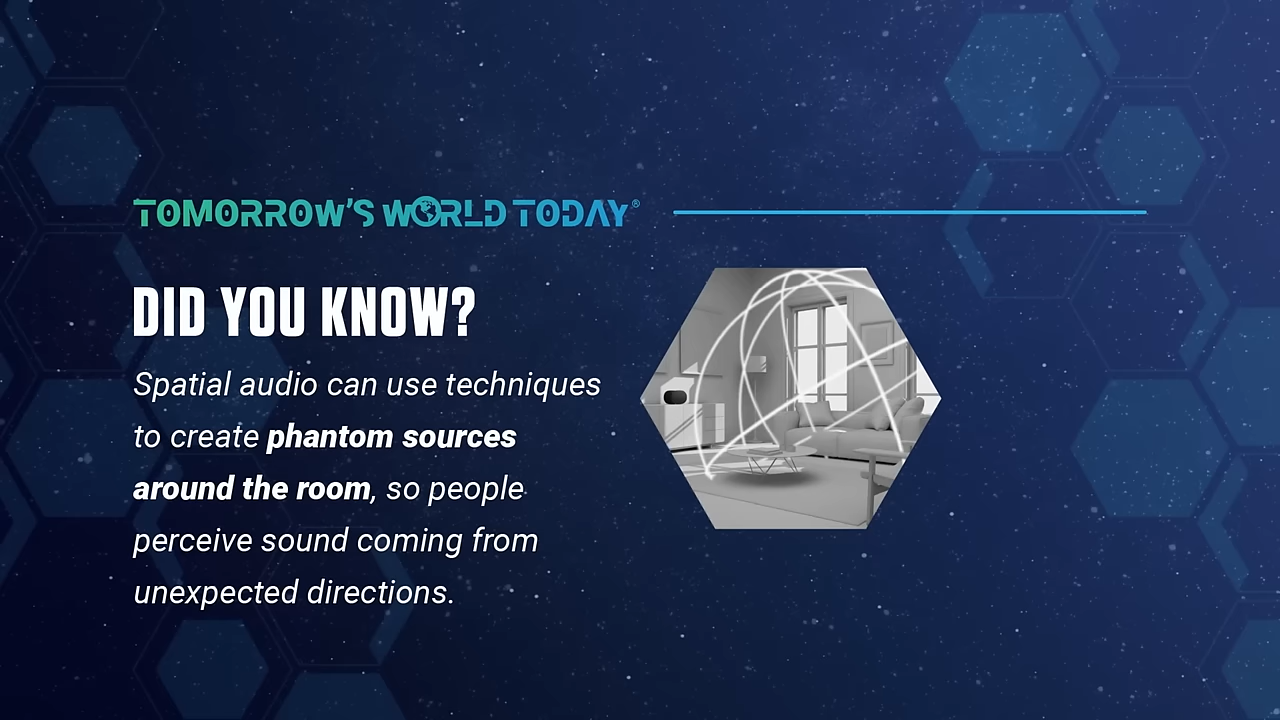 TOMORROW'S WORLD TODAY®
DID YOU KNOW?
Spatial audio can use techniques
to create phantom sources
around the room, so people
perceive sound coming from
unexpected directions.